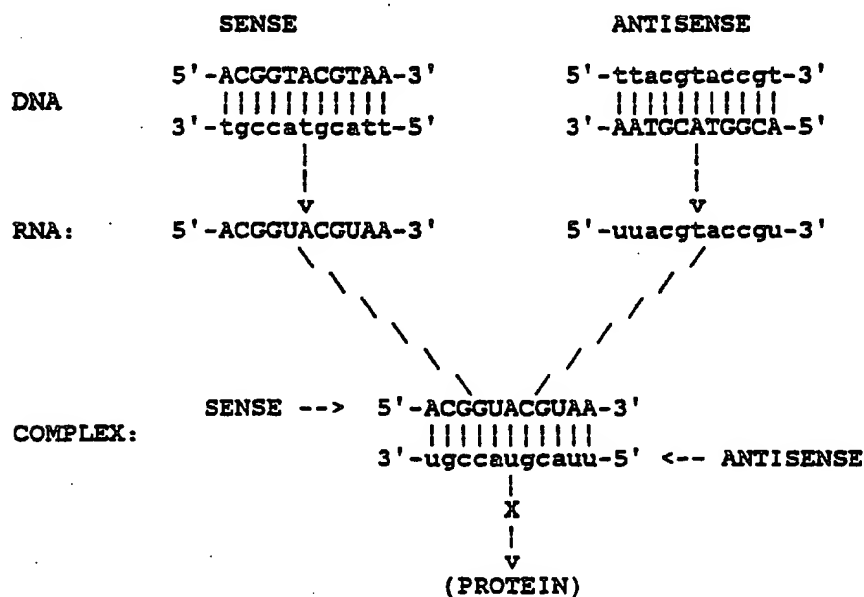 SENSE ANTISENSE
5'-ACGGTACGTAA-3' 5'-ttacgtaccgt-3'
DNA
3'-tgccatgcatt-5' 3'-AATGCATGGCA-5'
v v
RNA: 5'-ACGGUACGUAA-3' 5'-uuacgtaccgu-3'
SENSE --> 5'-ACGGUACGUAA-3'
COMPLEX:
3'-ugccaugcauu-5' <-- ANTISENSE
X
v
(PROTEIN)